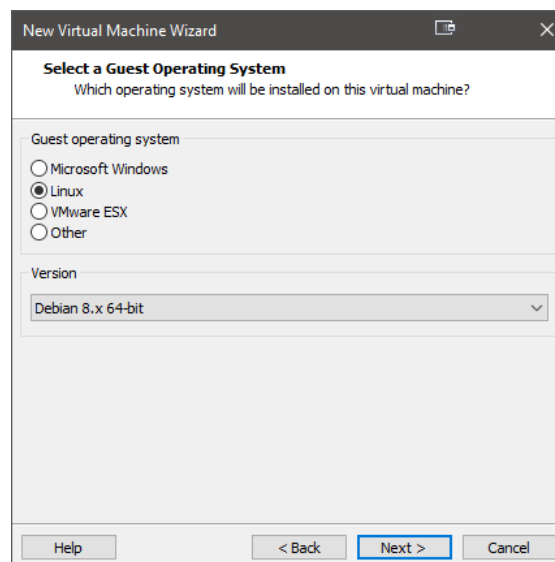 New Virtual Machine Wizard
Select a Guest Operating System
Which operating system will be installed on this virtual machine?
Guest operating system
Microsoft Windows
Linux
VMware ESX
Other
Version
Debian 8.x 64-bit
Help
< Back
Next >
Cancel